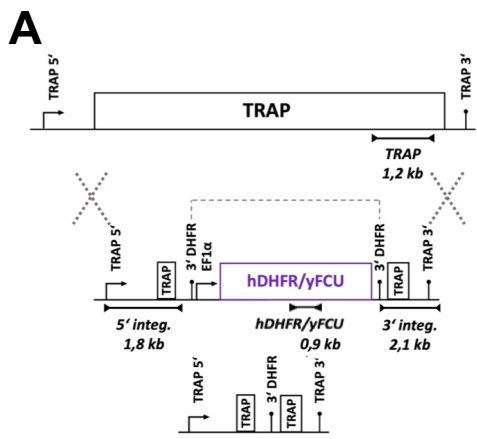 A
TRAP 5‘
TRAP 3‘
TRAP
TRAP
1,2 kb
TRAP 5‘
3‘ DHFR
EF1α
3‘ DHFR
TRAP 3‘
TRAP
hDHFR/yFCU
TRAP
5‘ integ.
1,8 kb
hDHFR/yFCU
0,9 kb
3‘ integ.
2,1 kb
TRAP 5‘
3‘ DHFR
TRAP 3‘
TRAP
TRAP